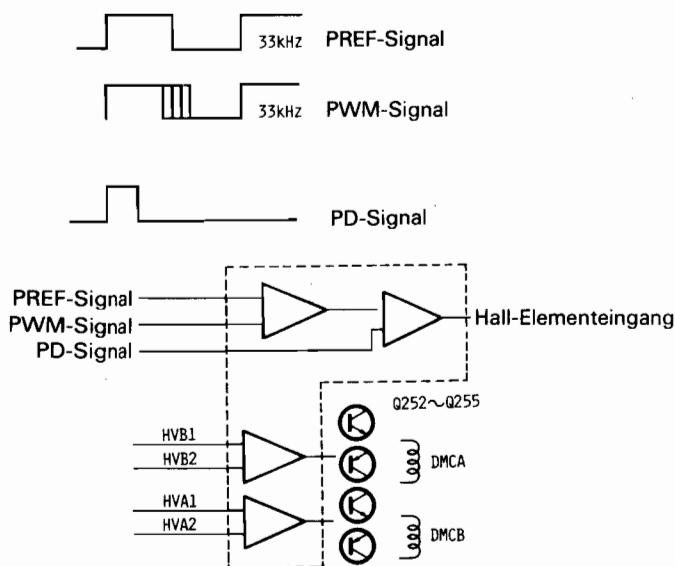 33kHz PREF-Signal
33kHz PWM-Signal
PD-Signal
PREF-Signal
PWM-Signal
PD-Signal
Hall-Elementeingang
Q252~Q255
HVB1
HVB2
DMCA
HVA1
HVA2
DMCB